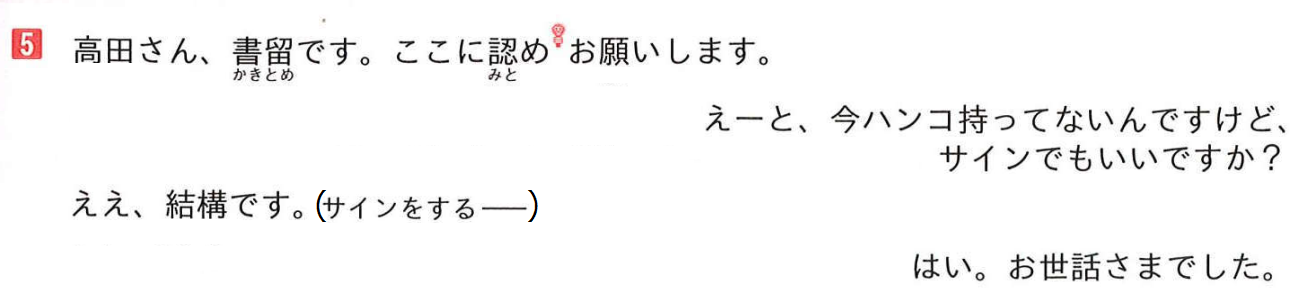 5 高田さん、書留です。ここに認めお願いします。
かきとめ みと
えーと、今ハンコ持ってないんですけど、
サインでもいいですか？
ええ、結構です。(サインをする――)
はい。お世話さまでした。